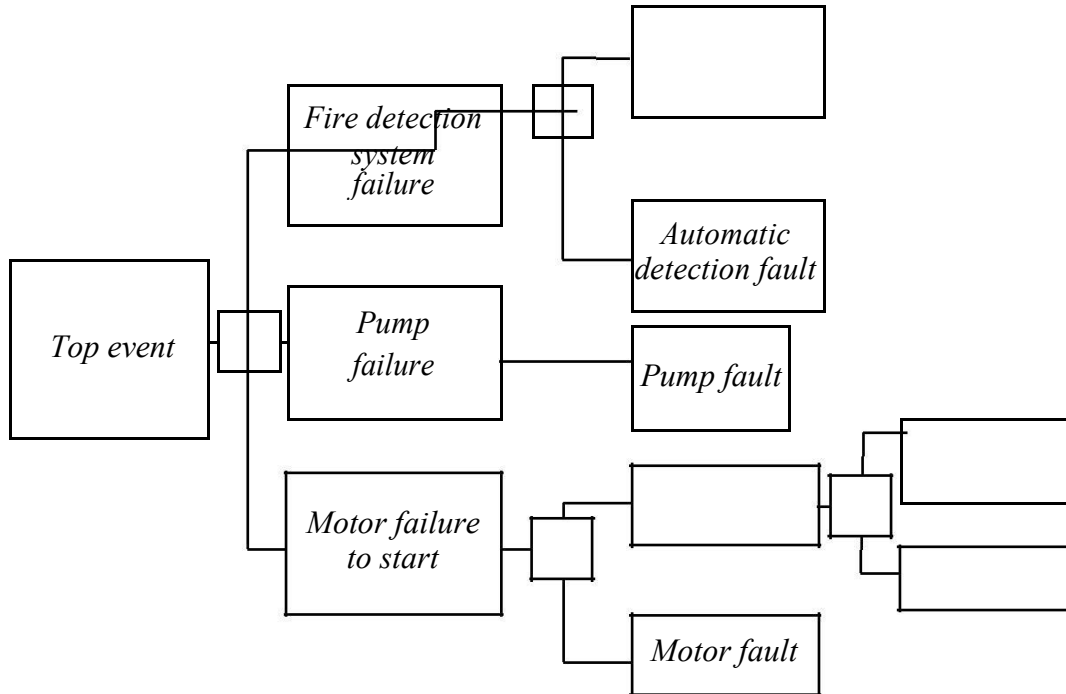 Fire detection
system
failure
Automatic
detection fault
Top event
Pump
failure
Pump fault
Motor failure
to start
Motor fault